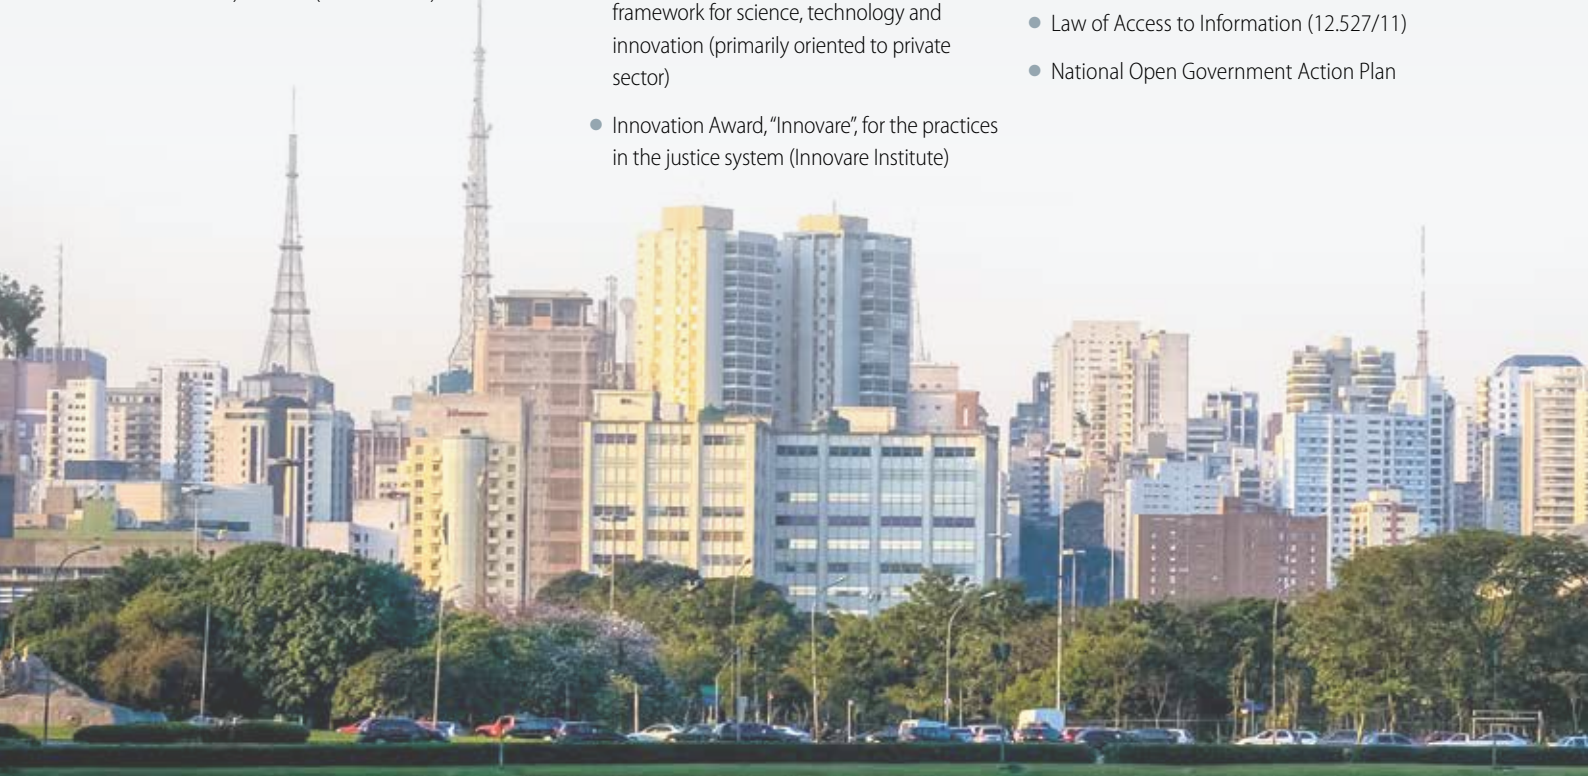 framework for science, technology and
innovation (primarily oriented to private
sector)
Innovation Award, “Innovare”, for the practices
in the justice system (Innovare Institute)
Law of Access to Information (12.527/11)
National Open Government Action Plan